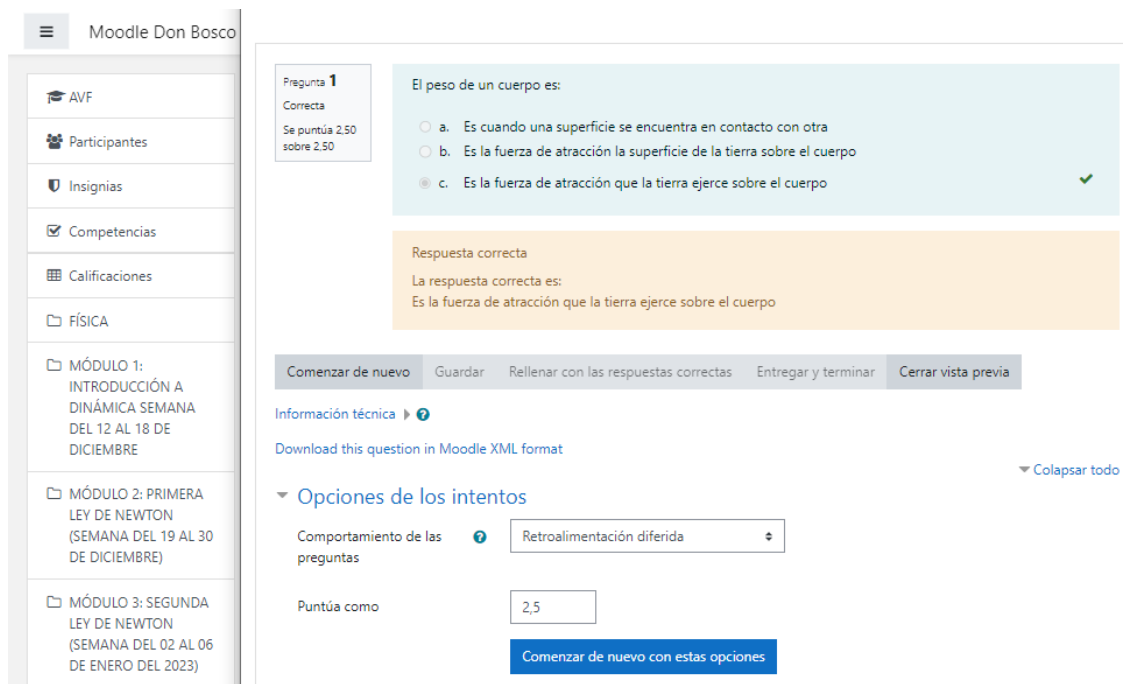 Moodle Don Bosco
AVF
Participantes
Insignias
Competencias
Calificaciones
FÍSICA
MÓDULO 1:
INTRODUCCIÓN A
DINÁMICA SEMANA
DEL 12 AL 18 DE
DICIEMBRE
MÓDULO 2: PRIMERA
LEY DE NEWTON
(SEMANA DEL 19 AL 30
DE DICIEMBRE)
MÓDULO 3: SEGUNDA
LEY DE NEWTON
(SEMANA DEL 02 AL 06
DE ENERO DEL 2023)
Pregunta 1
Correcta
Se puntúa 2,50
sobre 2,50
El peso de un cuerpo es:
a. Es cuando una superficie se encuentra en contacto con otra
b. Es la fuerza de atracción la superficie de la tierra sobre el cuerpo
c. Es la fuerza de atracción que la tierra ejerce sobre el cuerpo
Respuesta correcta
La respuesta correcta es:
Es la fuerza de atracción que la tierra ejerce sobre el cuerpo
Comenzar de nuevo Guardar Rellenar con las respuestas correctas Entregar y terminar Cerrar vista previa
Información técnica
Download this question in Moodle XML format
Colapsar todo
Opciones de los intentos
Comportamiento de las
preguntas
Retroalimentación diferida
Puntúa como
2,5
Comenzar de nuevo con estas opciones